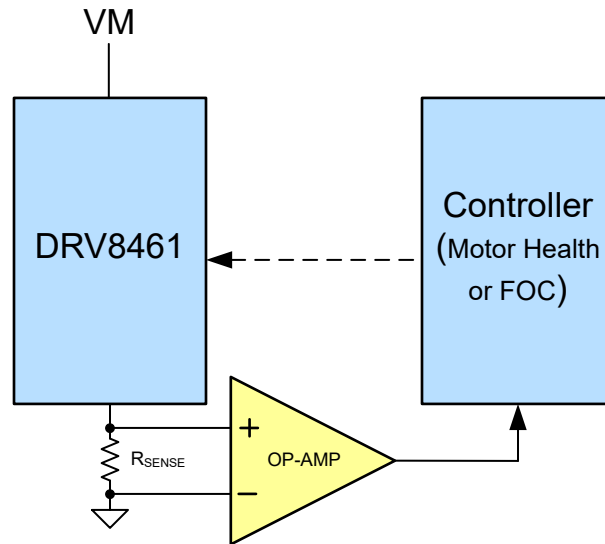 VM
DRV8461
Controller
(Motor Health
or FOC)
+
OP-AMP
−
RSENSE